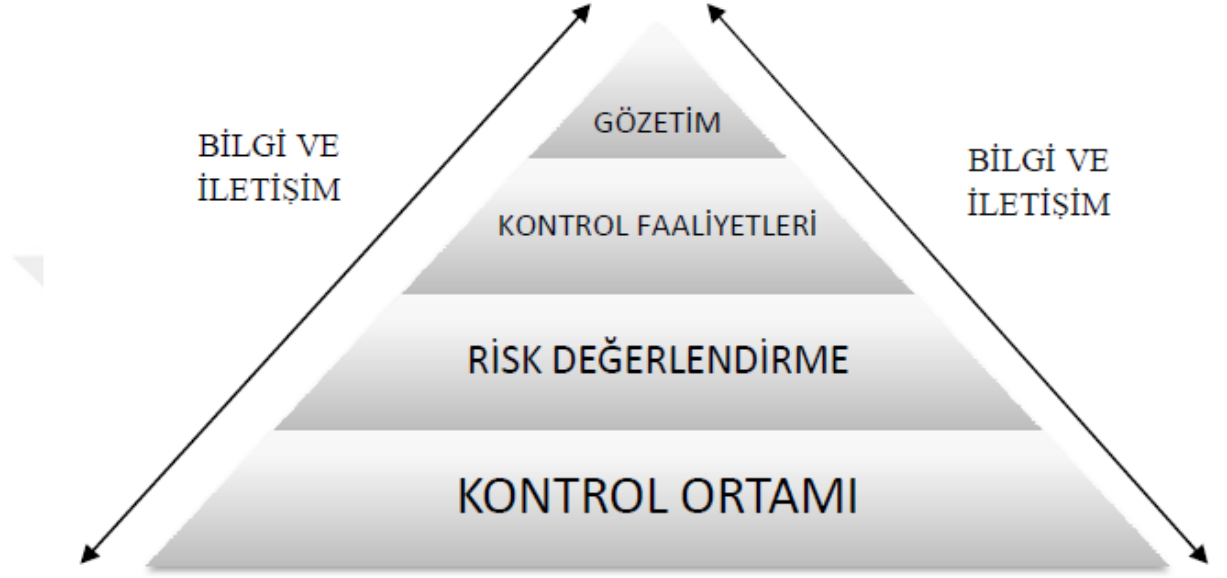 GÖZETİM
BİLGİ VE
İLETİŞİM
BİLGİ VE
İLETİŞİM
KONTROL FAALİYETLERİ
RİSK DEĞERLENDİRME
KONTROL ORTAMI